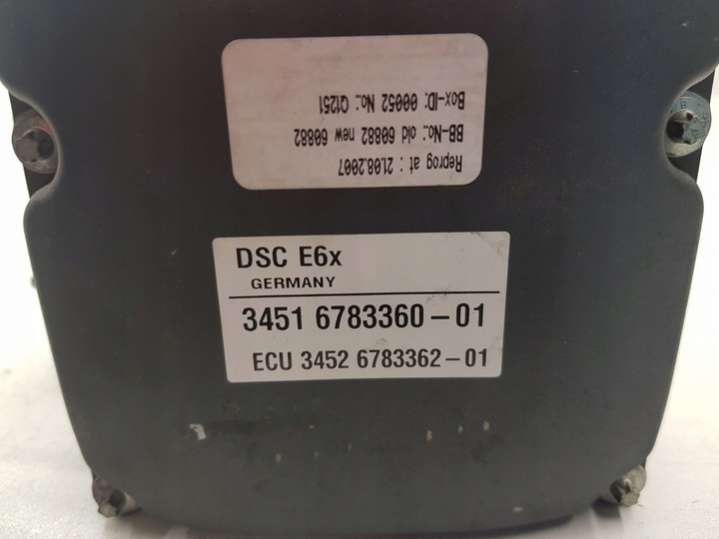 Reprog at : 21.08.2007
BB-No.: old 60882 new 60882
Box-ID: 00052 No.: Q1251
DSC E6x
GERMANY
3451 6783360-01
ECU 3452 6783362-01